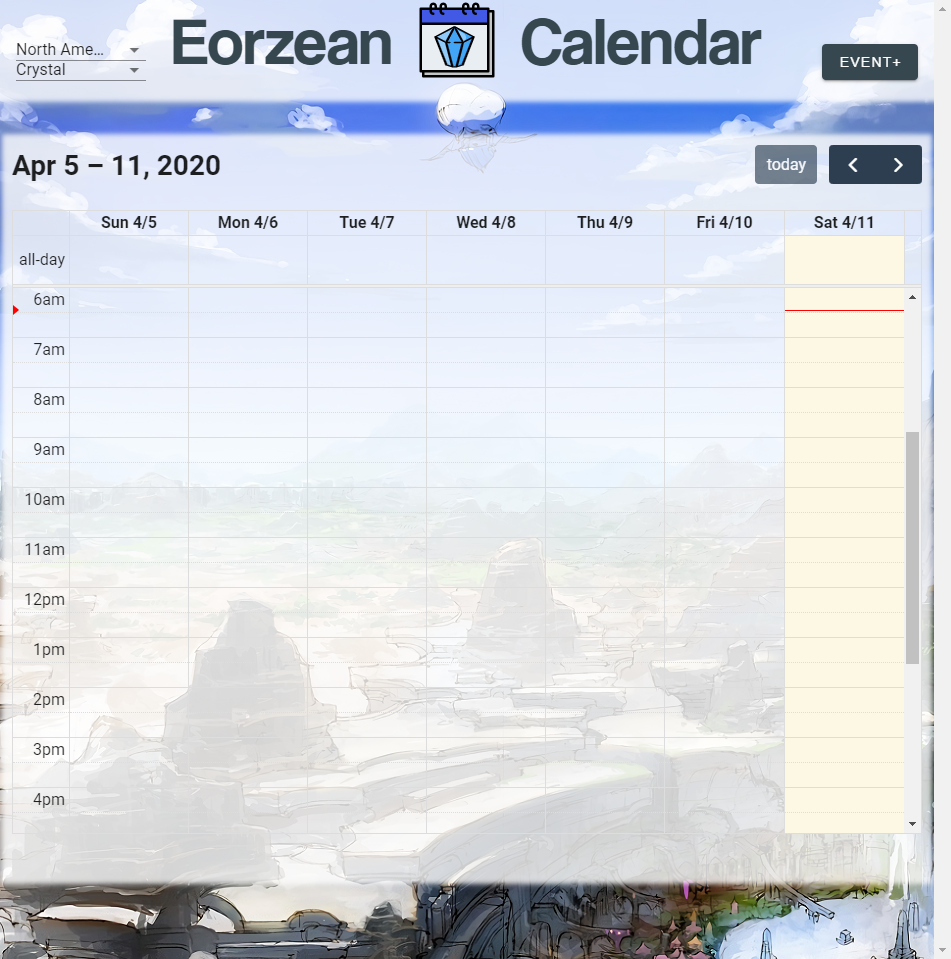 North Ame...
Crystal
Eorzean Calendar
EVENT+
Apr 5 – 11, 2020
today
Sun 4/5 Mon 4/6 Tue 4/7 Wed 4/8 Thu 4/9 Fri 4/10 Sat 4/11
all-day
6am
7am
8am
9am
10am
11am
12pm
1pm
2pm
3pm
4pm